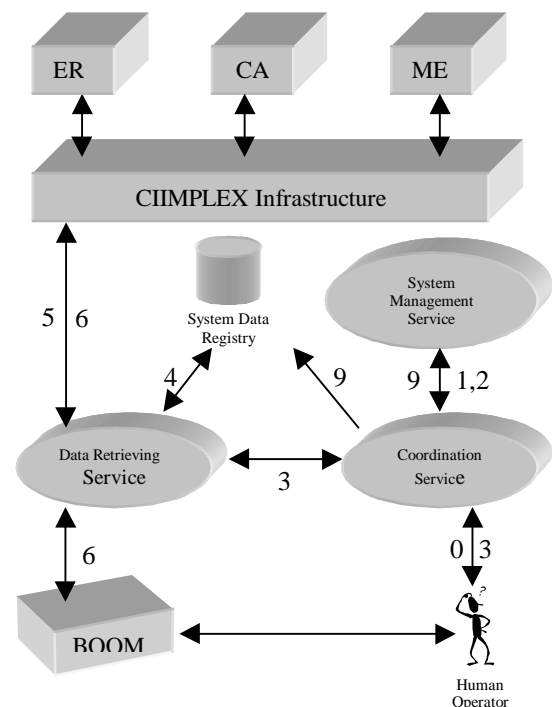 ER
CA
ME
CIIMPLEX Infrastructure
System Data
Registry
System
Management
Service
5
6
4
9
9
1,2
Data Retrieving
Service
Coordination
Service
3
6
0
3
?
BOOM
Human
Operator